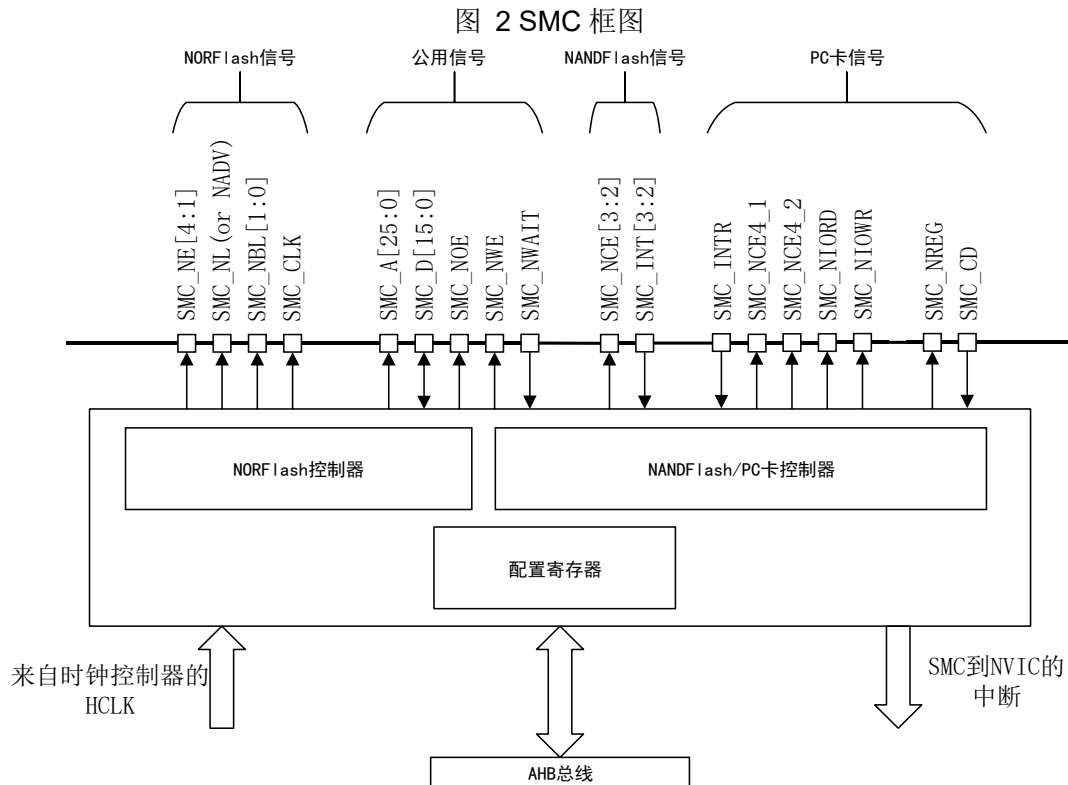 图 2 SMC 框图
NORFlash信号
公用信号
NANDFlash信号
PC卡信号
SMC_NE[4:1]
SMC_NL(or NADV)
SMC_NBL[1:0]
SMC_CLK
SMC_A[25:0]
SMC_D[15:0]
SMC_NOE
SMC_NWE
SMC_NWAIT
SMC_NCE[3:2]
SMC_INT[3:2]
SMC_INTR
SMC_NCE4_1
SMC_NCE4_2
SMC_NIORD
SMC_NIOWR
SMC_NREG
SMC_CD
NORFlash控制器
NANDFlash/PC卡控制器
配置寄存器
来自时钟控制器的
HCLK
SMC到NVIC的
中断
AHB总线